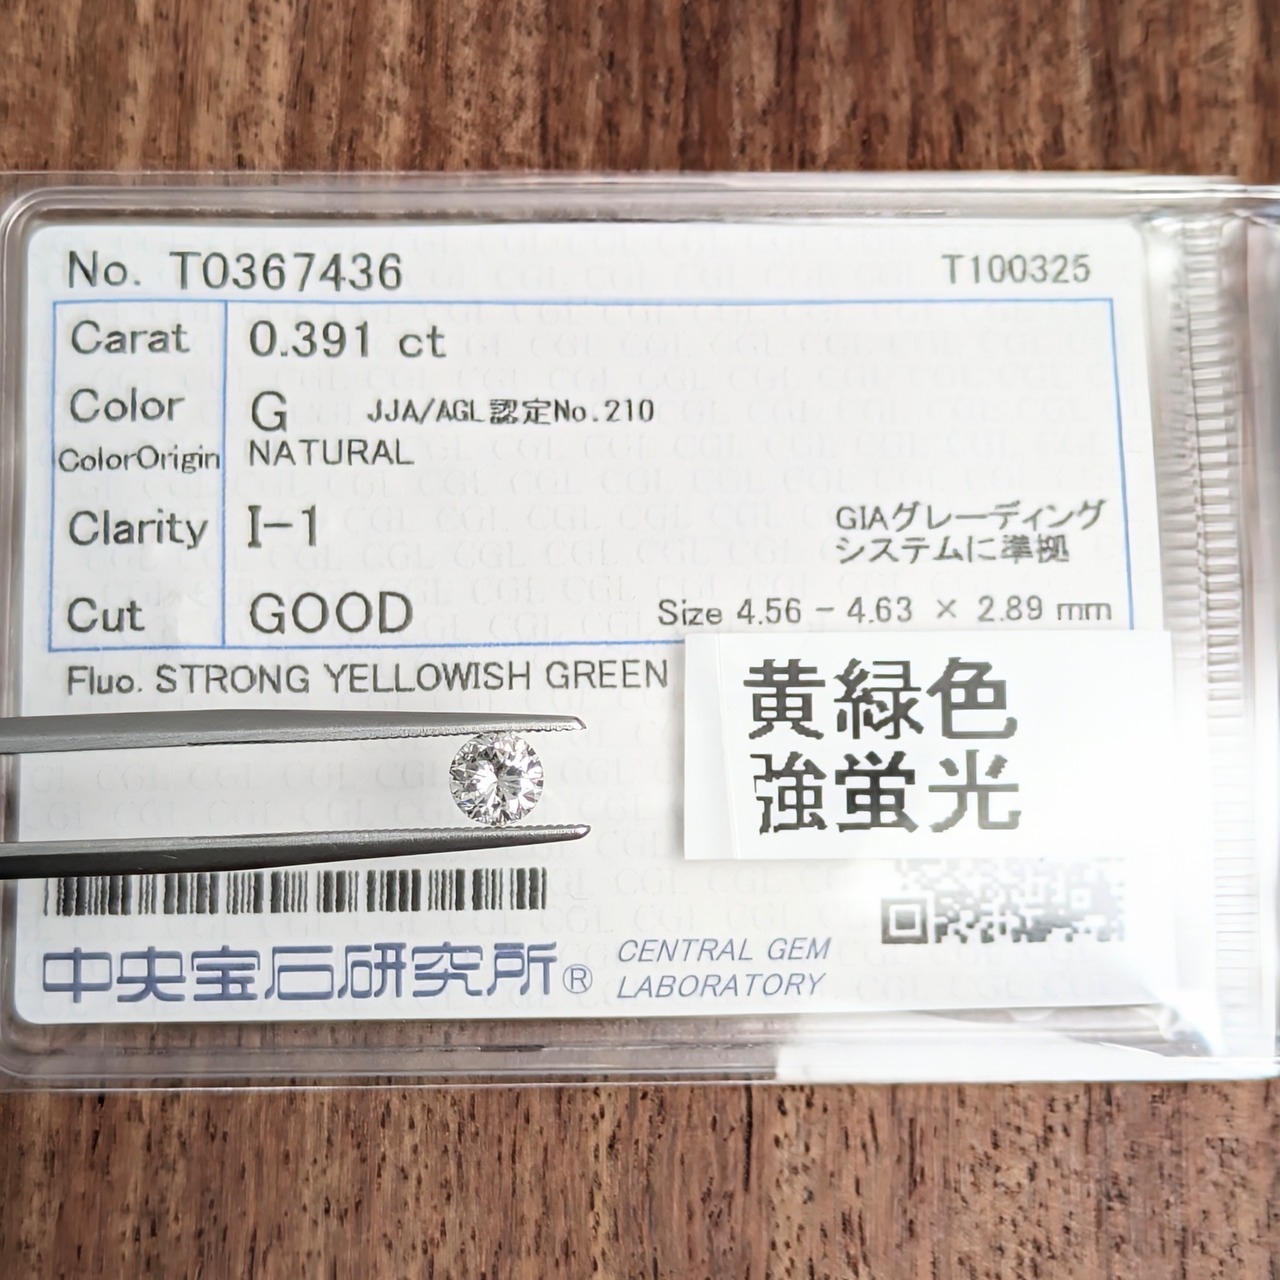 No. T0367436
T100325
Carat 0.391 ct
Color G JJA/AGL認定No.210
ColorOrigin NATURAL
Clarity I-1
GIAグレーディング
システムに準拠
Cut GOOD
Size 4.56 - 4.63 × 2.89 mm
Fluo. STRONG YELLOWISH GREEN
黄緑色
強蛍光
中央宝石研究所®
CENTRAL GEM
LABORATORY